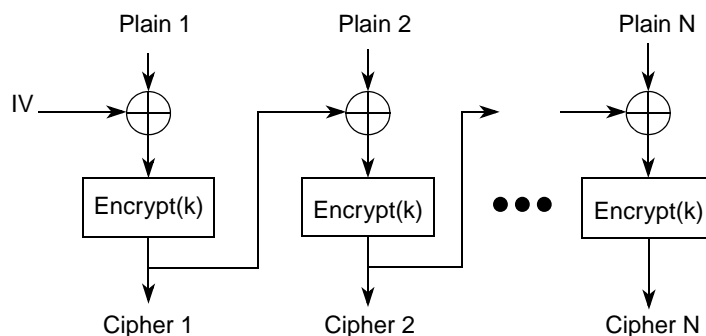 Plain 1
Plain 2
Plain N
IV
Encrypt(k)
Encrypt(k)
Encrypt(k)
Cipher 1
Cipher 2
Cipher N